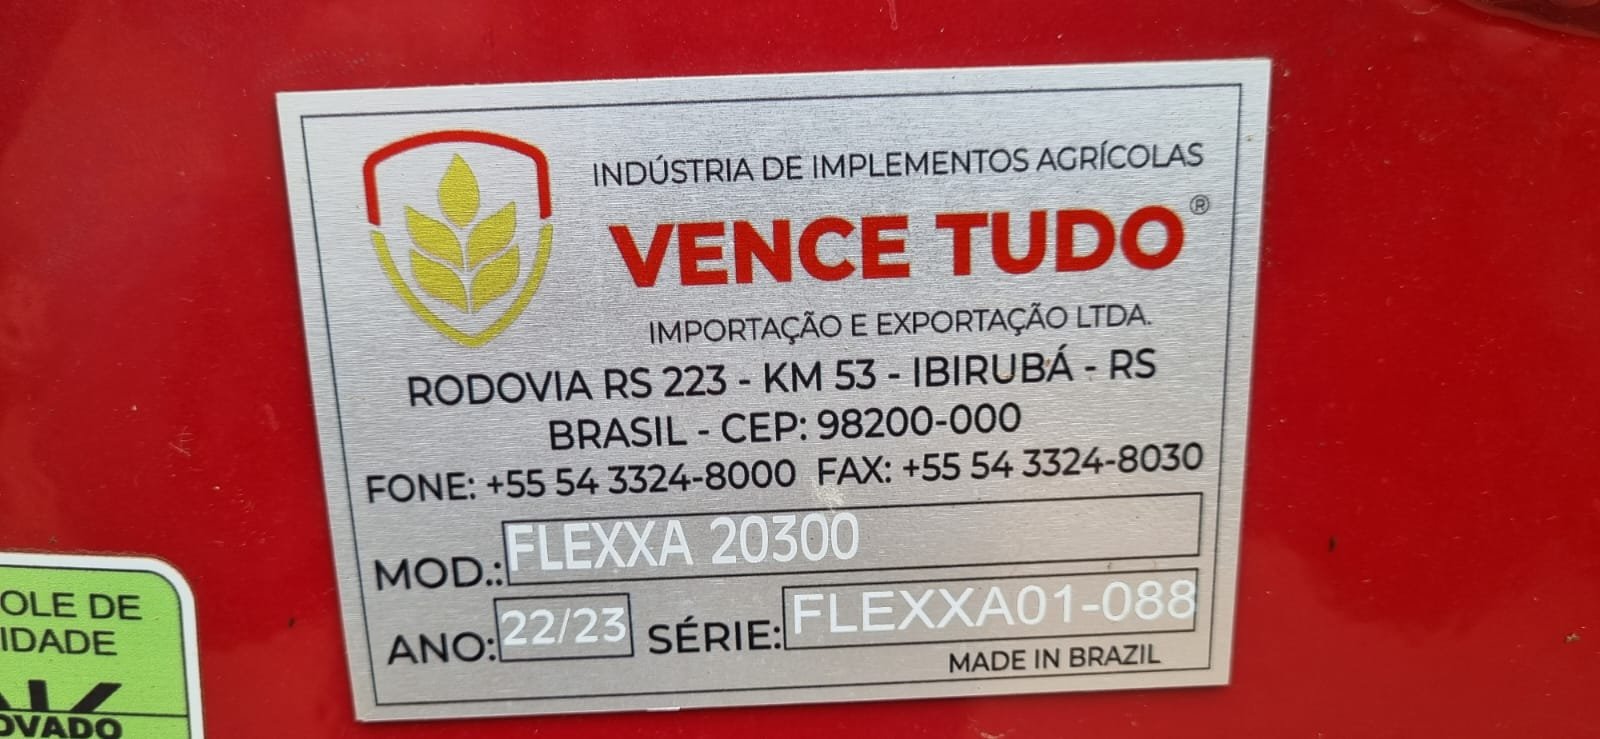 INDÚSTRIA DE IMPLEMENTOS AGRÍCOLAS
VENCE TUDO®
IMPORTAÇÃO E EXPORTAÇÃO LTDA.
RODOVIA RS 223 - KM 53 - IBIRUBÁ - RS
BRASIL - CEP: 98200-000
FONE: +55 54 3324-8000 FAX: +55 54 3324-8030
MOD.: FLEXXA 20300
ANO: 22/23 SÉRIE: FLEXXA01-088
MADE IN BRAZIL
OLE DE
IDADE
OVADO